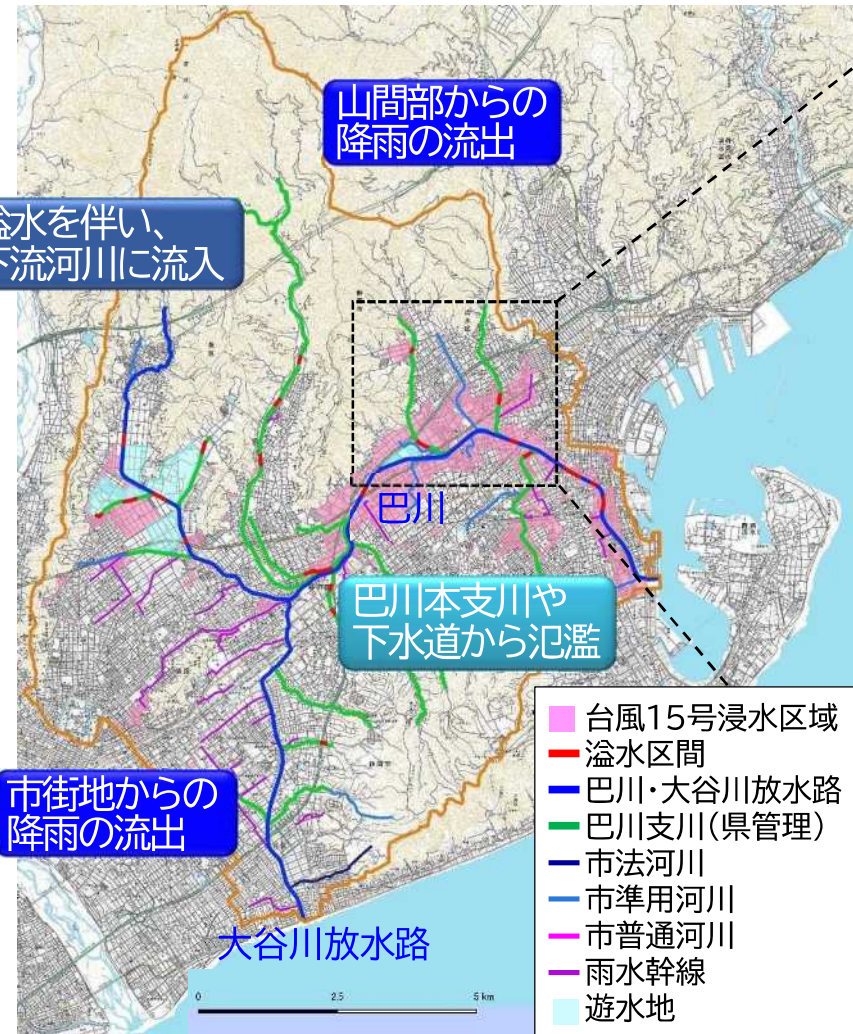 山間部からの
降雨の流出
溢水を伴い、
下流河川に流入
巴川
巴川本支川や
下水道から氾濫
市街地からの
降雨の流出
大谷川放水路
0 2.5 5 km
台風15号浸水区域
溢水区間
巴川・大谷川放水路
巴川支川(県管理)
市法河川
市準用河川
市普通河川
雨水幹線
遊水地